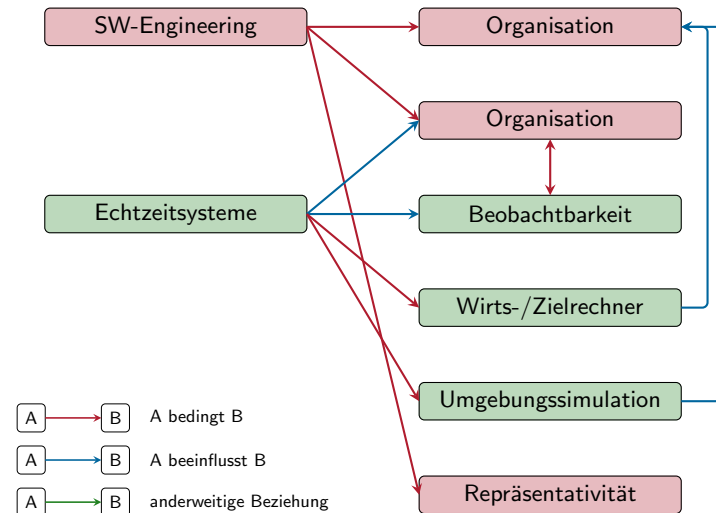 SW-Engineering
Organisation
Organisation
Echtzeitsysteme
Beobachtbarkeit
Wirts-/Zielrechner
Umgebungssimulation
Repräsentativität
A B A bedingt B
A B A beeinflusst B
A B anderweitige Beziehung